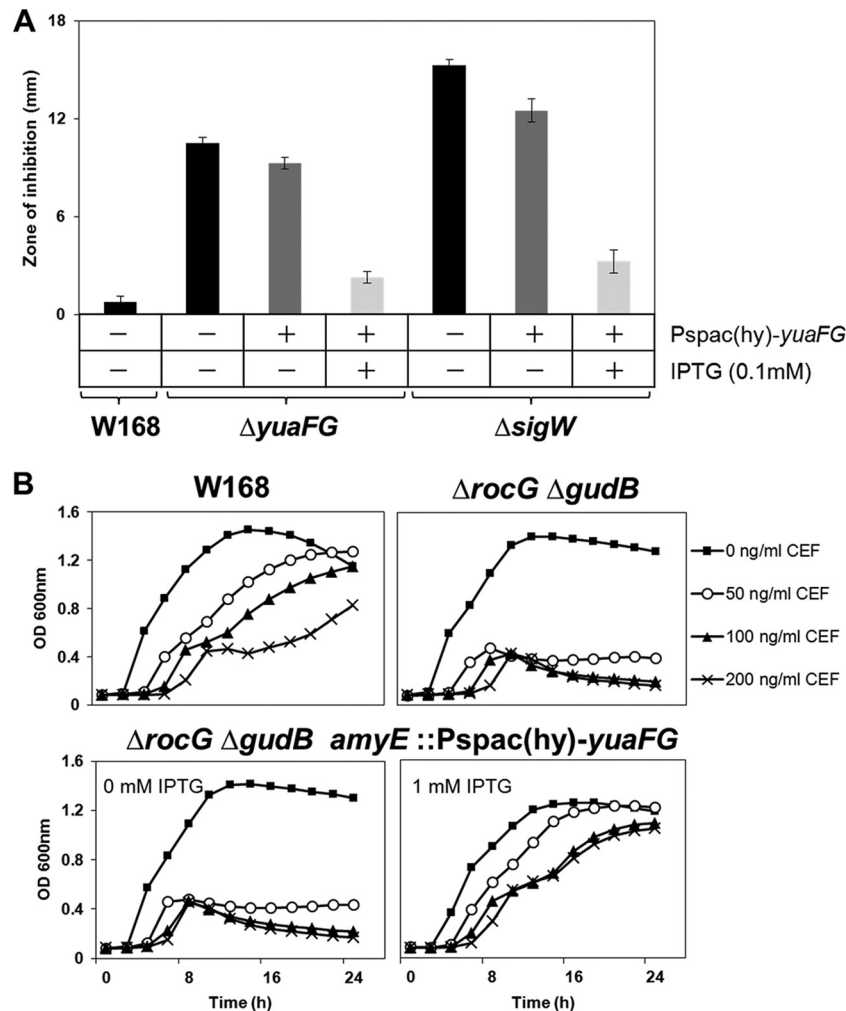 A
Zone of inhibition (mm)
18
12
6
0
− − + + − + + Pspac(hy)-yuaFG
− − − + − − + IPTG (0.1mM)
W168 ΔyuaFG ΔsigW
B
W168
OD 600nm
1.6
1.2
0.8
0.4
0
ΔrocG ΔgudB
0 ng/ml CEF
50 ng/ml CEF
100 ng/ml CEF
200 ng/ml CEF
ΔrocG ΔgudB amyE ::Pspac(hy)-yuaFG
0 mM IPTG
OD 600nm
1.6
1.2
0.8
0.4
0
0 8 16 24
Time (h)
1 mM IPTG
0 8 16 24
Time (h)